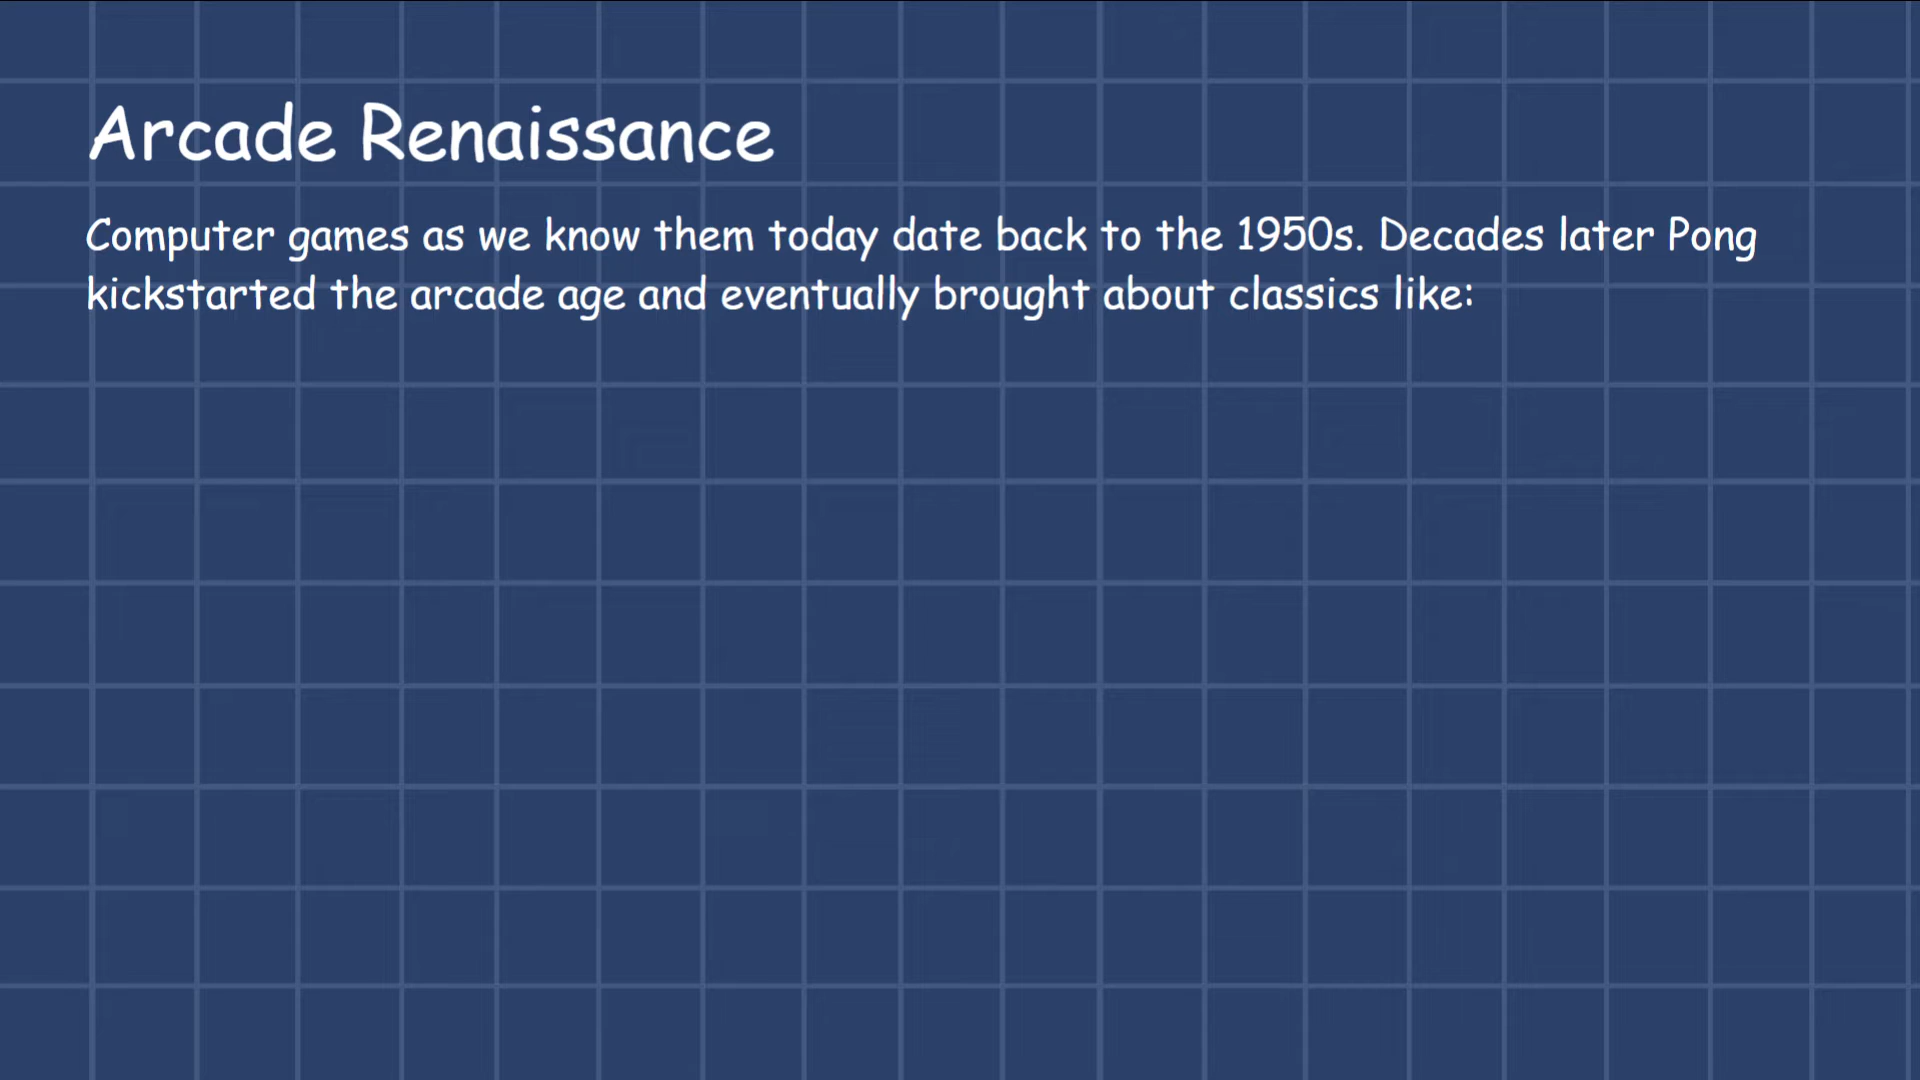 Arcade Renaissance
Computer games as we know them today date back to the 1950s. Decades later Pong
kickstarted the arcade age and eventually brought about classics like: